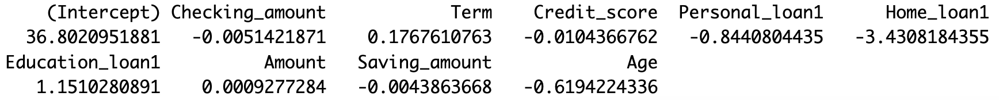 (Intercept) Checking_amount Term Credit_score Personal_loan1 Home_loan1
36.8020951881 -0.0051421871 0.1767610763 -0.0104366762 -0.8440804435 -3.4308184355
Education_loan1 Amount Saving_amount Age
1.1510280891 0.0009277284 -0.0043863668 -0.6194224336